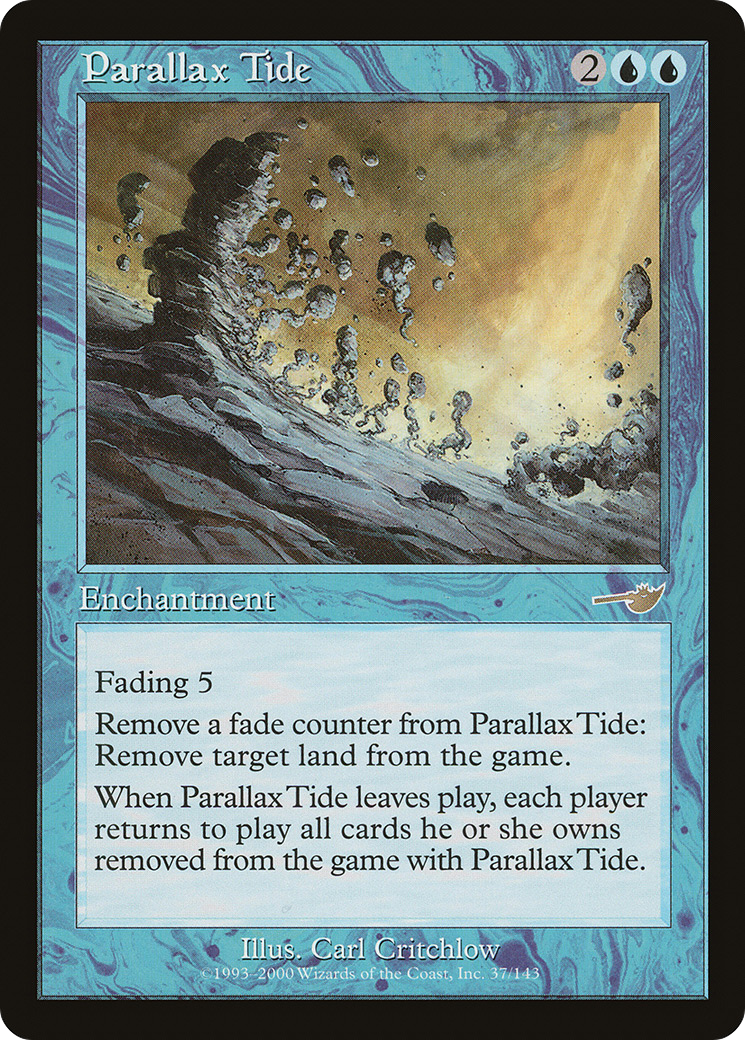 Parallax Tide 2
Enchantment
Fading 5
Remove a fade counter from Parallax Tide:
Remove target land from the game.
When Parallax Tide leaves play, each player
returns to play all cards he or she owns
removed from the game with Parallax Tide.
Illus. Carl Critchlow
©1993–2000 Wizards of the Coast, Inc. 37/143